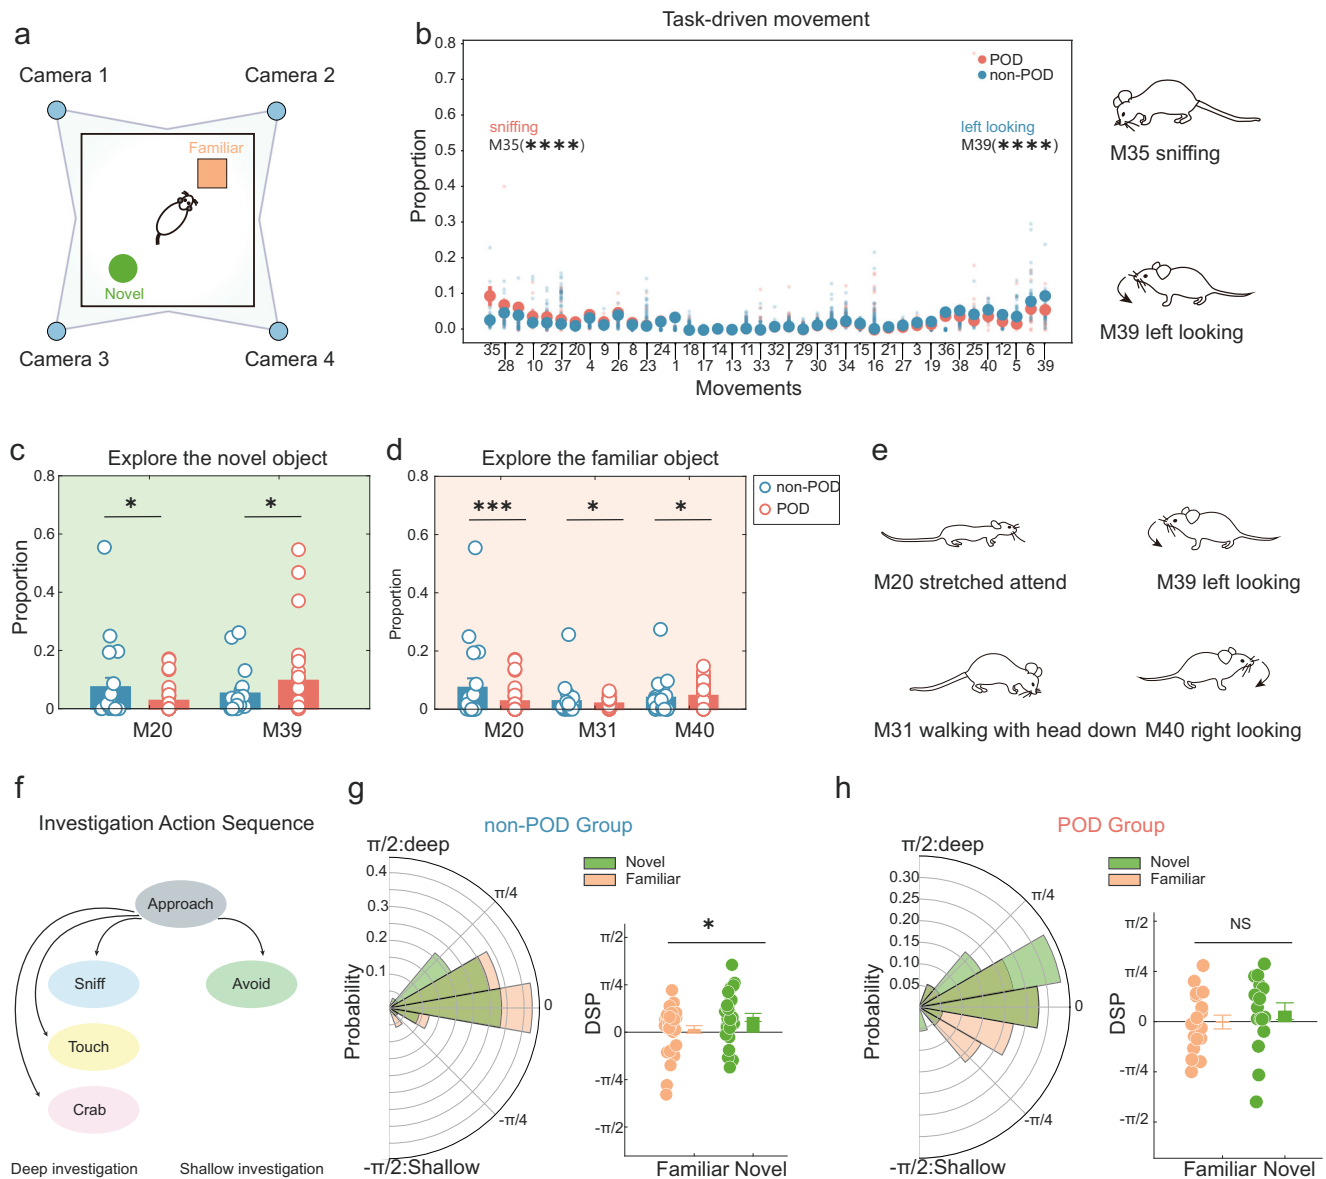 a
Camera 1
Camera 2
Familiar
Novel
Camera 3
Camera 4
b
Task-driven movement
Proportion
0.8
0.7
0.6
0.5
0.4
0.3
0.2
0.1
0.0
POD
non-POD
sniffing
M35(∗∗∗∗)
left looking
M39(∗∗∗∗)
35 2 22 20 9 8 24 18 14 11 32 29 31 15 21 3 36 25 12 6
28 10 37 4 26 23 1 17 13 33 7 30 34 16 27 19 38 40 5 39
Movements
M35 sniffing
M39 left looking
c
Explore the novel object
Proportion
0.8
0.6
0.4
0.2
0
*
*
M20 M39
d
Explore the familiar object
Proportion
0.8
0.6
0.4
0.2
0
***
*
*
M20 M31 M40
non-POD
POD
e
M20 stretched attend
M39 left looking
M31 walking with head down
M40 right looking
f
Investigation Action Sequence
Approach
Sniff
Avoid
Touch
Crab
Deep investigation
Shallow investigation
g
non-POD Group
π/2:deep
0.4
0.3
0.2
0.1
Probability
π/4
0
-π/4
-π/2:Shallow
Novel
Familiar
*
DSP
π/2
π/4
0
-π/4
-π/2
Familiar Novel
h
POD Group
π/2:deep
0.30
0.25
0.20
0.15
0.10
0.05
Probability
π/4
0
-π/4
-π/2:Shallow
Novel
Familiar
NS
DSP
π/2
π/4
0
-π/4
-π/2
Familiar Novel